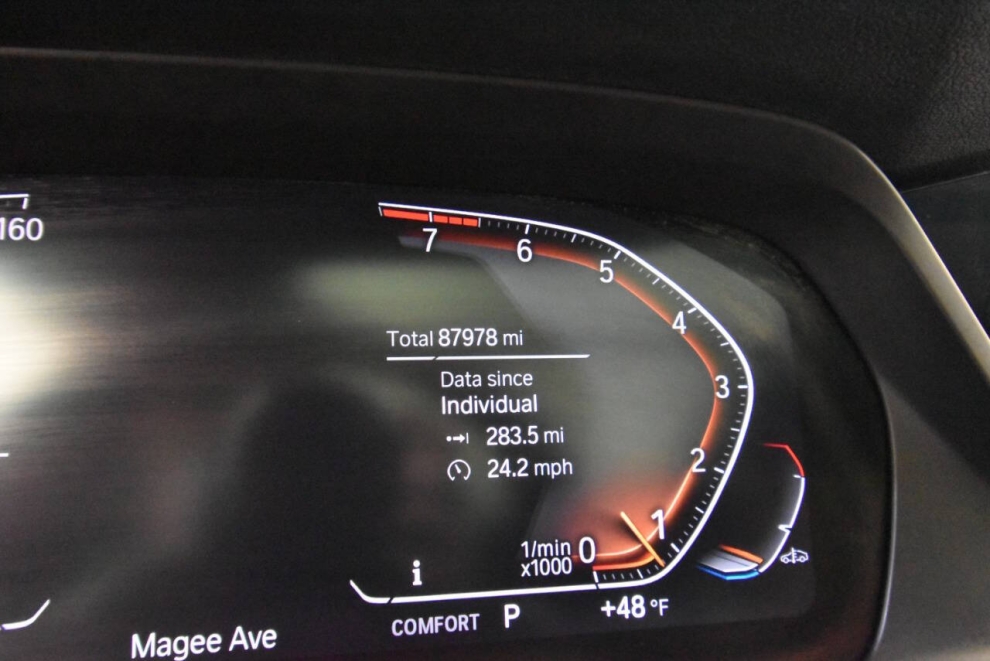 160
7
6
5
4
3
2
1
0
Total 87978 mi
Data since
Individual
283.5 mi
24.2 mph
1/min
x1000
i
COMFORT P +48 °F
Magee Ave